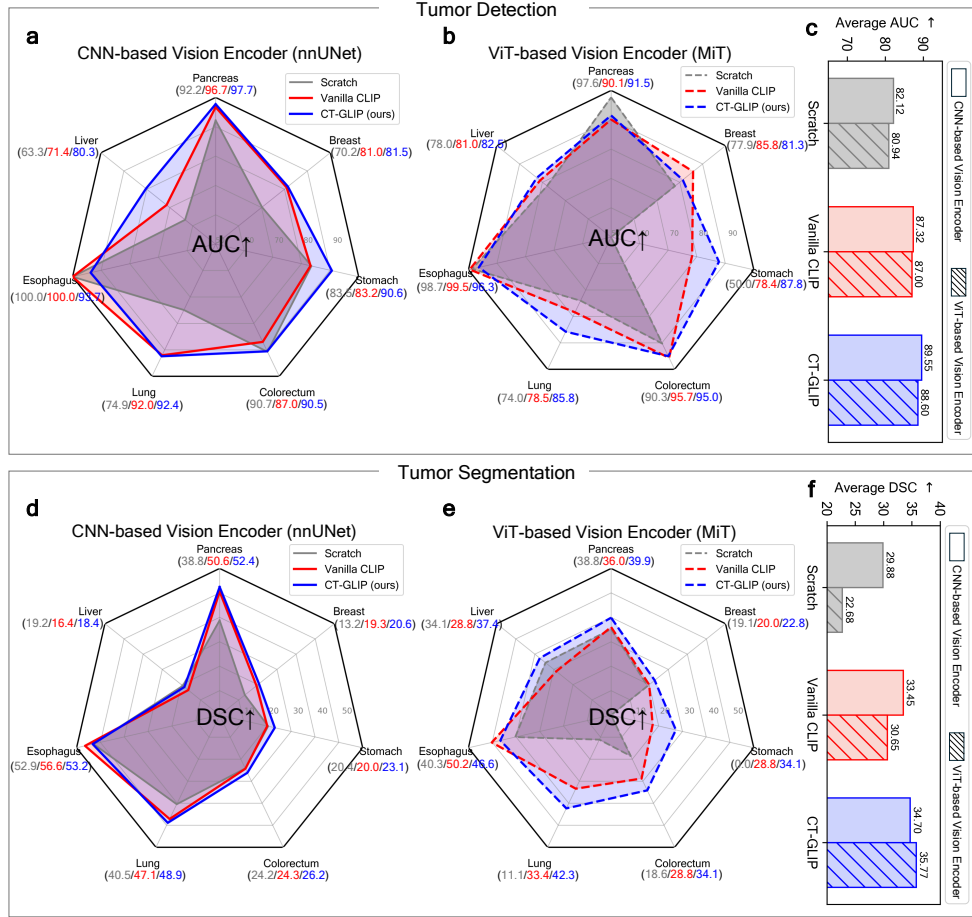 Tumor Detection
a
CNN-based Vision Encoder (nnUNet)
Pancreas
(92.2/96.7/97.7)
Scratch
Vanilla CLIP
CT-GLIP (ours)
Liver
(63.3/71.4/80.3)
Breast
(70.2/81.0/81.5)
70
80
90
AUC↑
Esophagus
(100.0/100.0/93.7)
Stomach
(83.5/83.2/90.6)
Lung
(74.9/92.0/92.4)
Colorectum
(90.7/87.0/90.5)
b
ViT-based Vision Encoder (MiT)
Pancreas
(97.6/90.1/91.5)
Scratch
Vanilla CLIP
CT-GLIP (ours)
Liver
(78.0/81.0/82.5)
Breast
(77.9/85.8/81.3)
60
70
80
90
AUC↑
Esophagus
(98.7/99.5/96.3)
Stomach
(50.0/78.4/87.8)
Lung
(74.0/78.5/85.8)
Colorectum
(90.3/95.7/95.0)
c
Average AUC ↑
70
80
90
Scratch
82.12
80.94
Vanilla CLIP
87.32
87.00
CT-GLIP
89.55
88.60
CNN-based Vision Encoder
ViT-based Vision Encoder
Tumor Segmentation
d
CNN-based Vision Encoder (nnUNet)
Pancreas
(38.8/50.6/52.4)
Scratch
Vanilla CLIP
CT-GLIP (ours)
Liver
(19.2/16.4/18.4)
Breast
(13.2/19.3/20.6)
20
30
40
50
DSC↑
Esophagus
(52.9/56.6/53.2)
Stomach
(20.4/20.0/23.1)
Lung
(40.5/47.1/48.9)
Colorectum
(24.2/24.3/26.2)
e
ViT-based Vision Encoder (MiT)
Pancreas
(38.8/36.0/39.9)
Scratch
Vanilla CLIP
CT-GLIP (ours)
Liver
(34.1/28.8/37.4)
Breast
(19.1/20.0/22.8)
10
20
30
40
50
DSC↑
Esophagus
(40.3/50.2/46.6)
Stomach
(0.0/28.8/34.1)
Lung
(11.1/33.4/42.3)
Colorectum
(18.6/28.8/34.1)
f
Average DSC ↑
20
25
30
35
40
Scratch
29.88
22.68
Vanilla CLIP
33.45
30.65
CT-GLIP
34.70
35.77
CNN-based Vision Encoder
ViT-based Vision Encoder